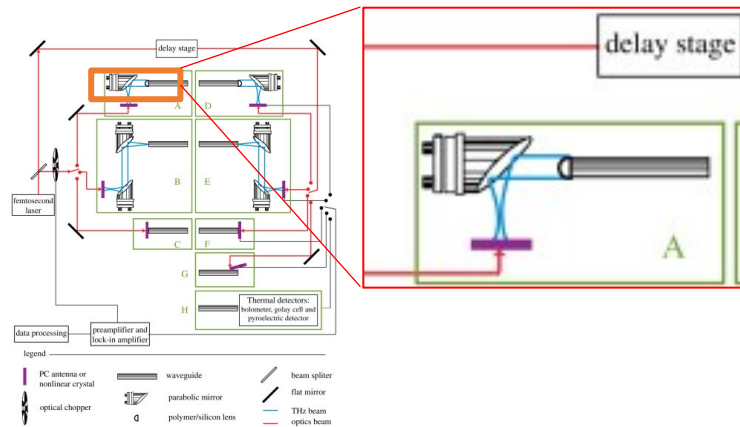 delay stage
delay stage
A
D
B
E
femtosecond
laser
C
F
G
A
H
Thermal detectors:
bolometer, golay cell and
pyroelectric detector
data processing
preamplifier and
lock-in amplifier
legend
PC antenna or
nonlinear crystal
waveguide
beam spliter
optical chopper
parabolic mirror
flat mirror
polymer/silicon lens
THz beam
optics beam